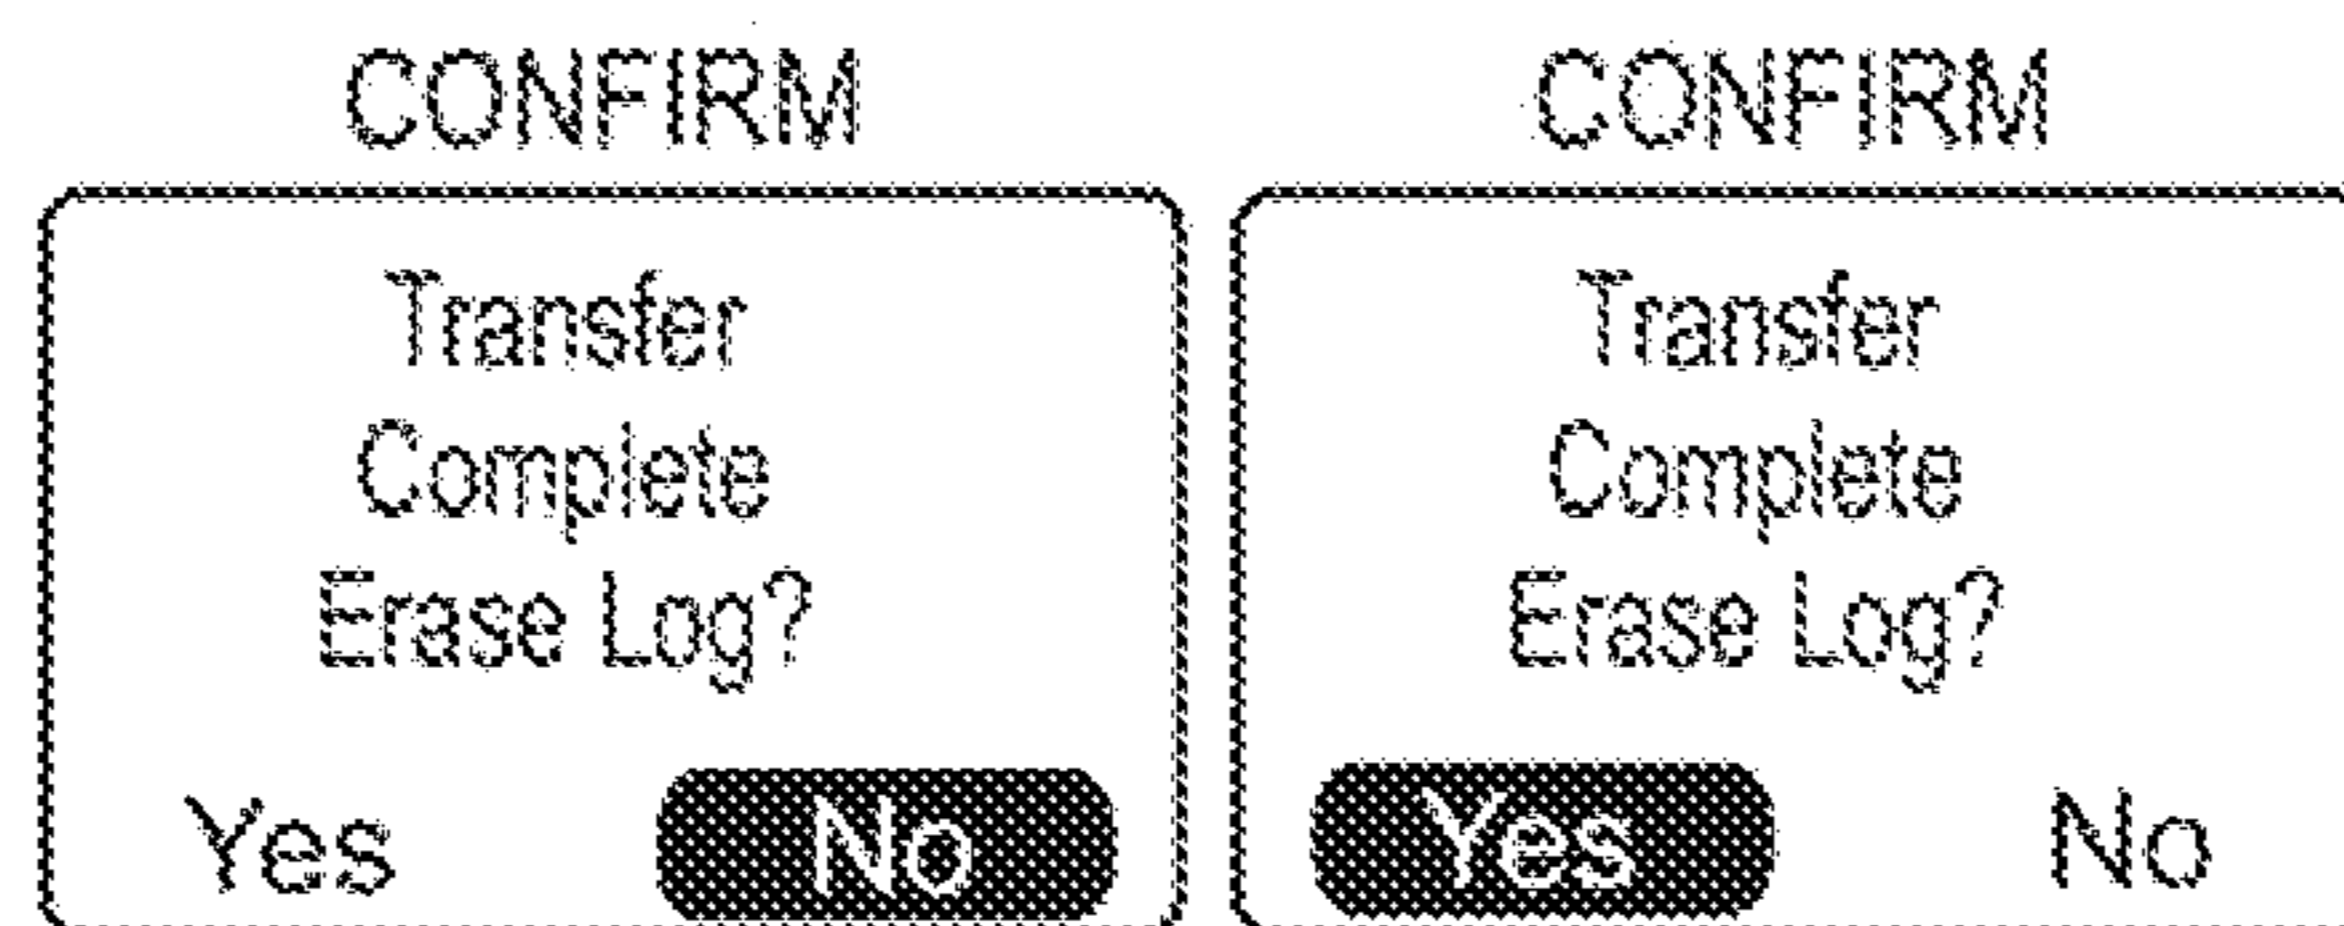 CONFIRM
Transfer
Complete
Erase Log?
Yes No
CONFIRM
Transfer
Complete
Erase Log?
Yes No